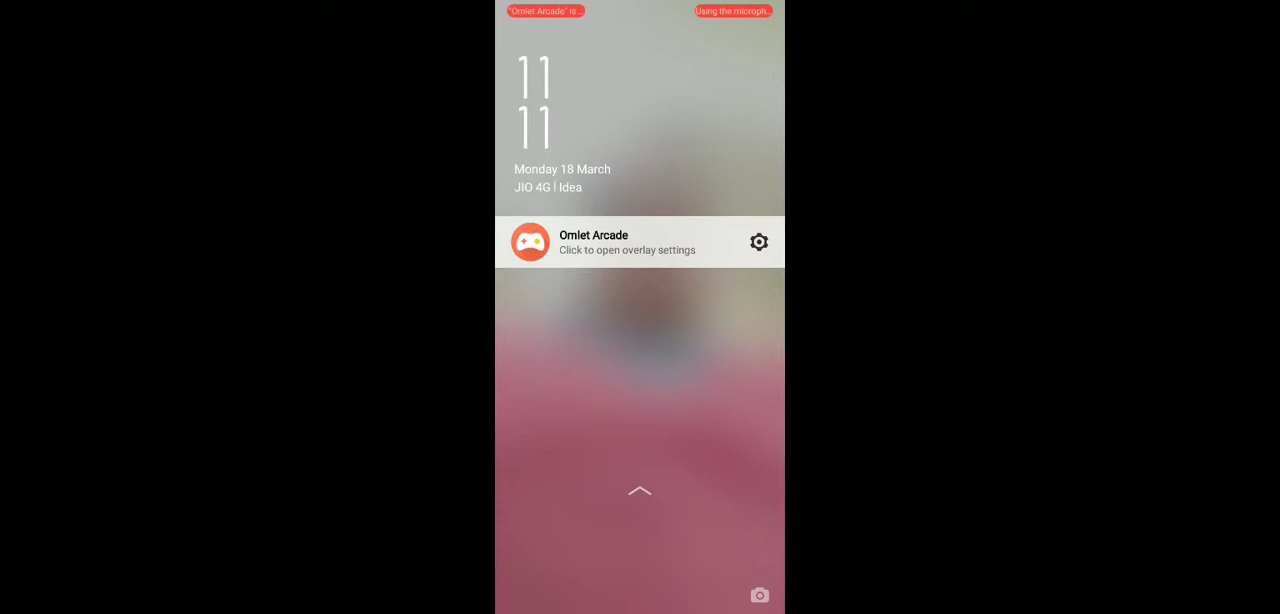 "Omlet Arcade" is ...
Using the microph...
11
11
Monday 18 March
JIO 4G | Idea
Omlet Arcade
Click to open overlay settings